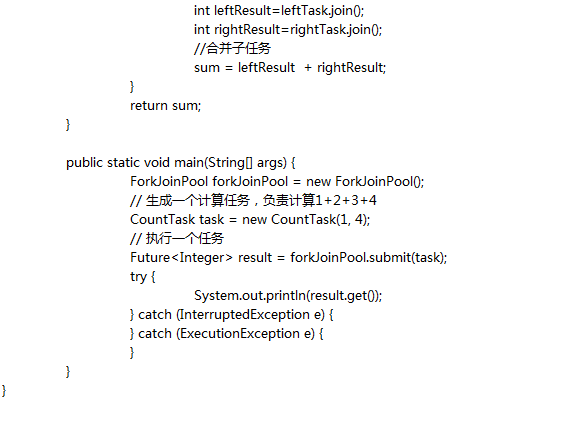 int leftResult=leftTask.join();
int rightResult=rightTask.join();
//合并子任务
sum = leftResult  + rightResult;
}
return sum;
}
public static void main(String[] args) {
ForkJoinPool forkJoinPool = new ForkJoinPool();
// 生成一个计算任务，负责计算1+2+3+4
CountTask task = new CountTask(1, 4);
// 执行一个任务
Future<Integer> result = forkJoinPool.submit(task);
try {
System.out.println(result.get());
} catch (InterruptedException e) {
} catch (ExecutionException e) {
}
}
}